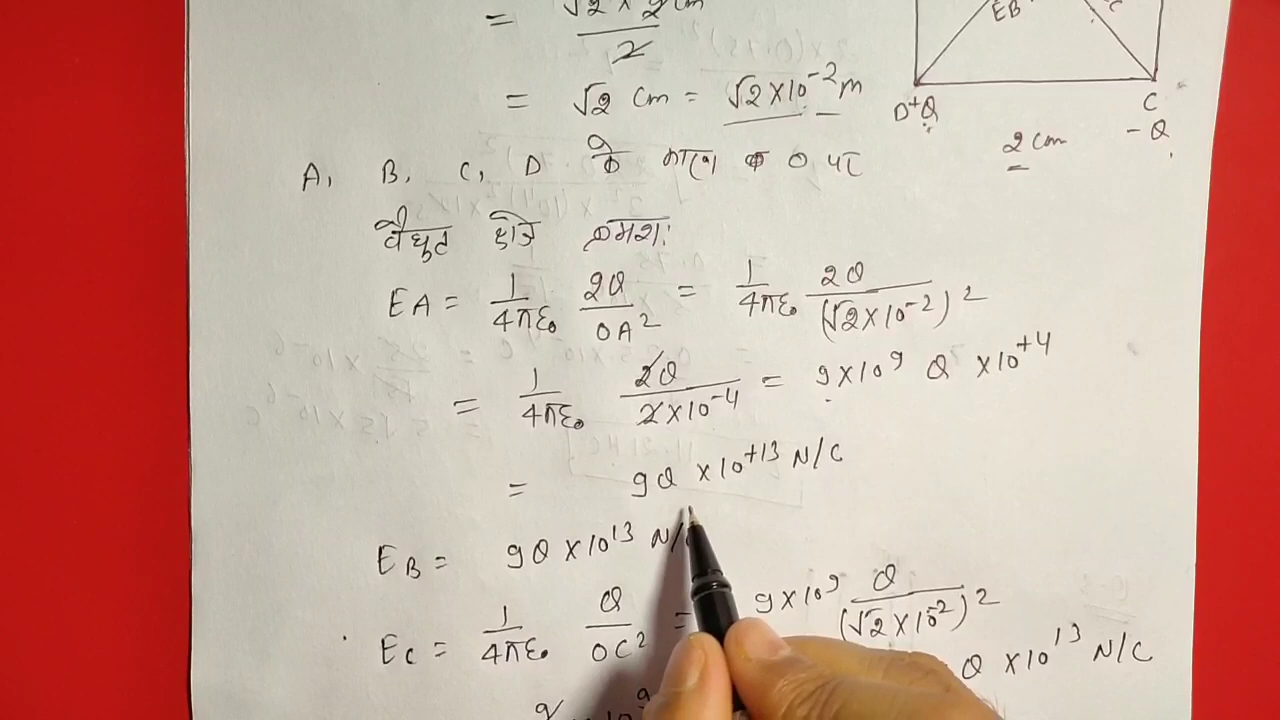 = √2 × 2 cm / 2
= √2 cm = √2×10⁻² m
A, B, C, D के कारण O पर
वैधुत क्षेत्र क्रमशः
EA = 1/4πε₀ 2Q/OA² = 1/4πε₀ 2Q/(√2×10⁻²)²
= 1/4πε₀ 2Q/2×10⁻⁴ = 9×10⁹ Q ×10⁺⁴
= 9Q ×10⁺¹³ N/C
EB = 9Q ×10¹³ N/
EC = 1/4πε₀ Q/OC² = 9×10⁹ Q/(√2×10⁻²)²
Q ×10¹³ N/C
EB
C
D+Q
C
-Q
2 cm